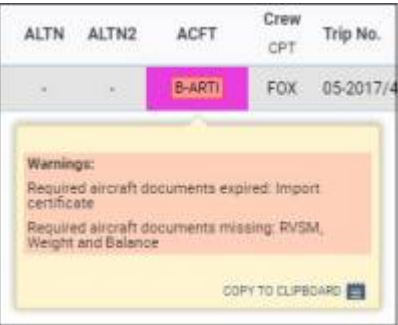 ALTN ALTN2 ACFT Crew CPT Trip No.
- - B-ARTI FOX 05-2017/4
Warnings:
Required aircraft documents expired: Import
certificate
Required aircraft documents missing: RVSM,
Weight and Balance
COPY TO CLIPBOARD